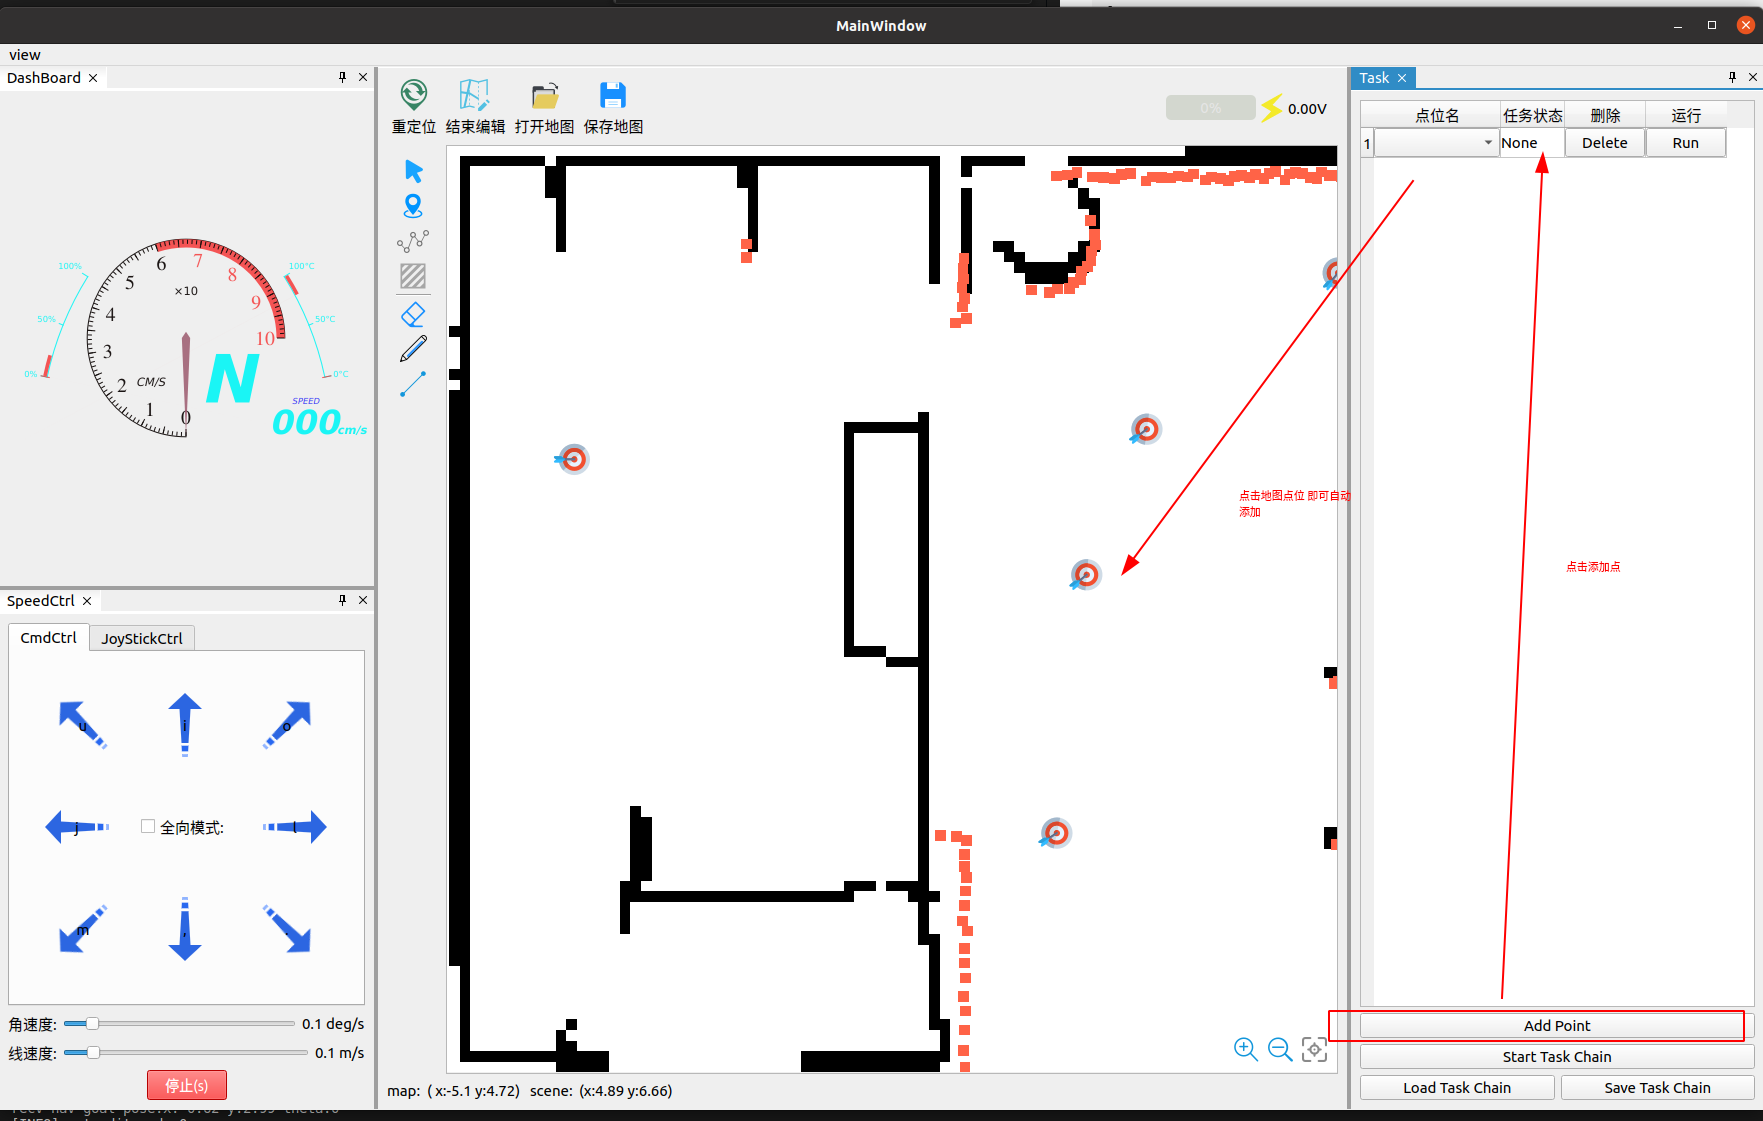 MainWindow
view
DashBoard
重定位 结束编辑 打开地图 保存地图
0%
0.00V
Task
点位名 任务状态 删除 运行
1 None Delete Run
100%
50%
0%
0 1 2 3 4 5 6 7 8 9 10
×10
CM/S
N
100°C
50°C
0°C
SPEED
000cm/s
点击地图点位 即可自动
添加
点击添加点
SpeedCtrl
CmdCtrl JoyStickCtrl
u i o
j 全向模式: l
m , .
角速度: 0.1 deg/s
线速度: 0.1 m/s
停止(s)
map: ( x:-5.1 y:4.72) scene: (x:4.89 y:6.66)
Add Point
Start Task Chain
Load Task Chain Save Task Chain